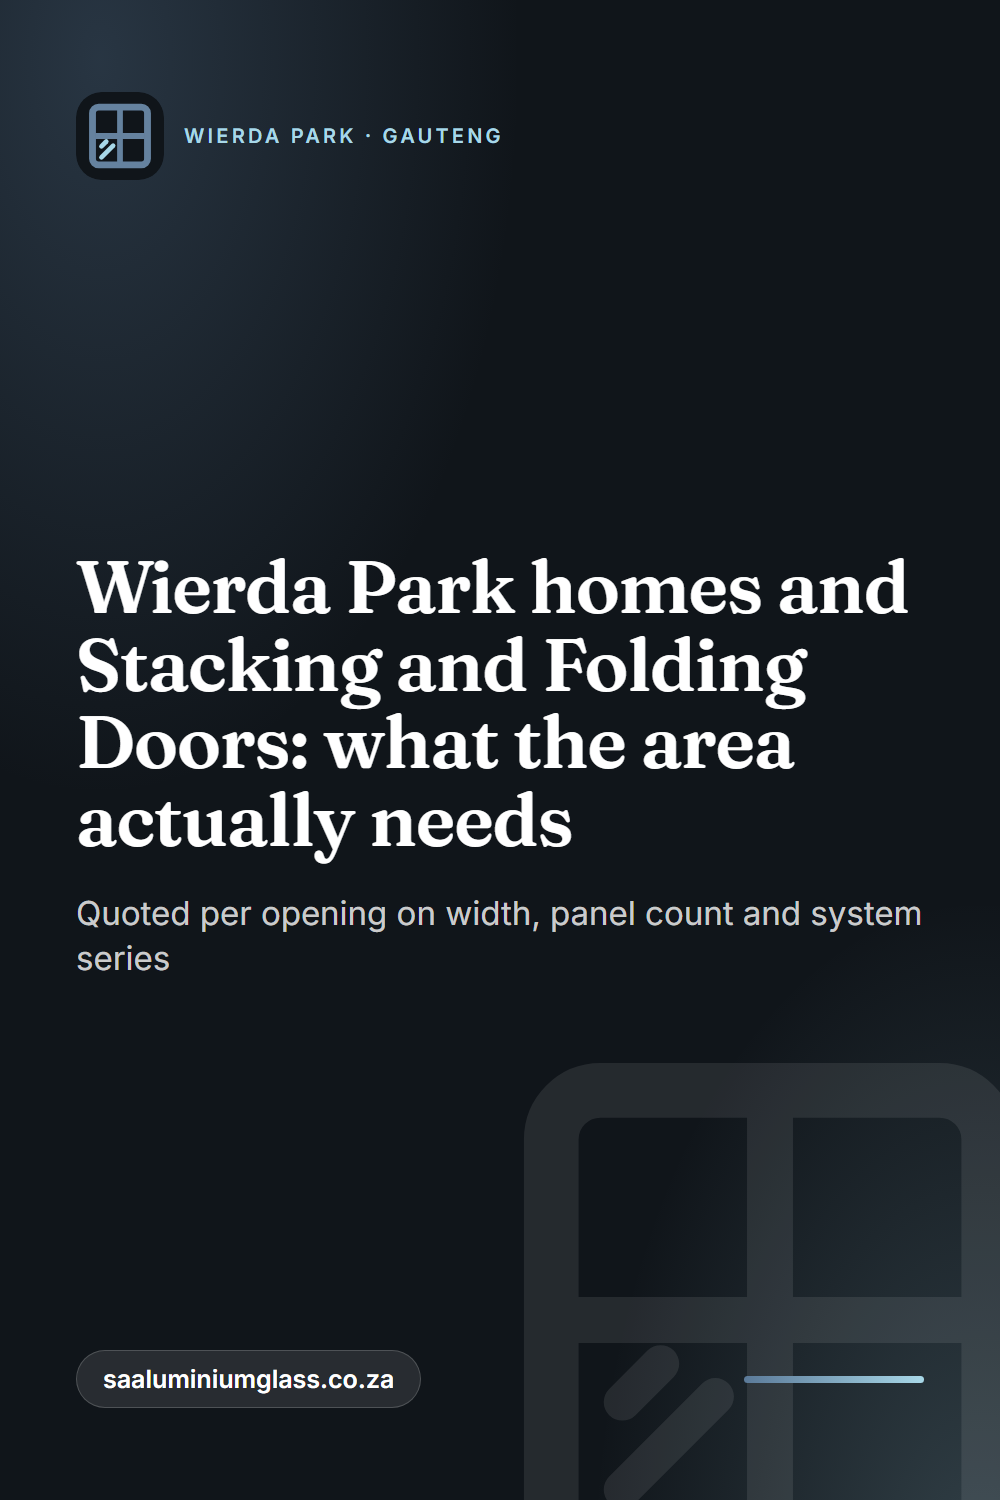 WIERDA PARK · GAUTENG
Wierda Park homes and
Stacking and Folding
Doors: what the area
actually needs
Quoted per opening on width, panel count and system
series
saaluminiumglass.co.za